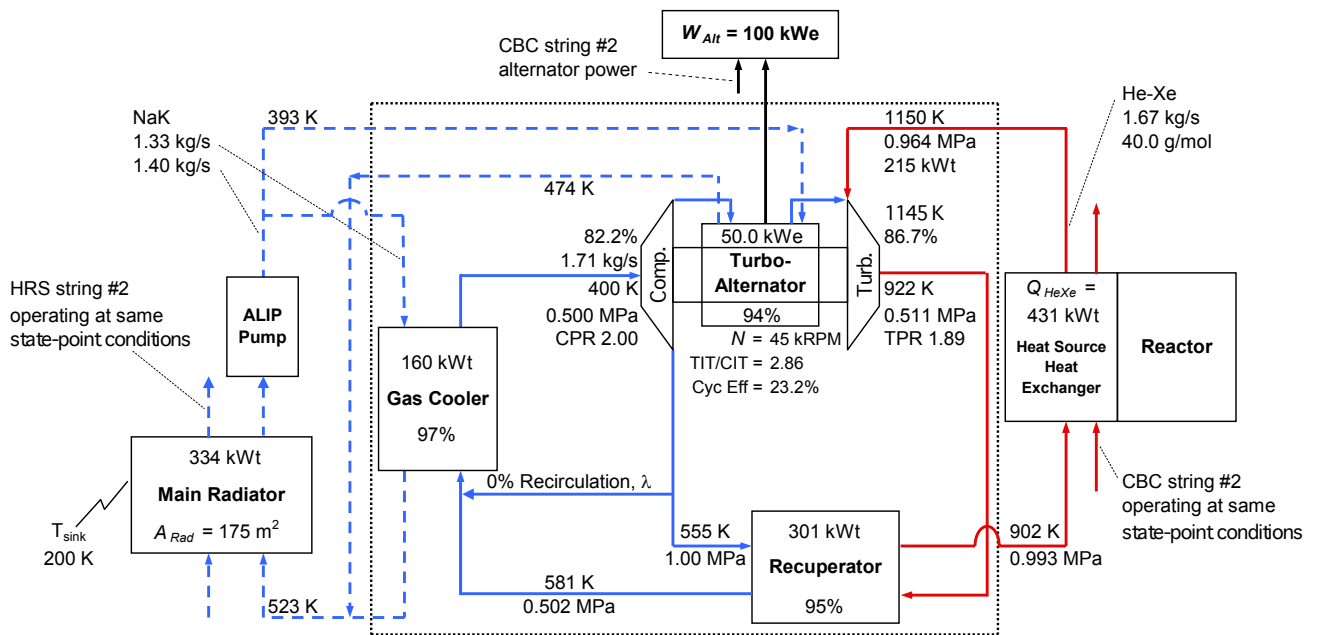 W Alt = 100 kWe
CBC string #2
alternator power
NaK
1.33 kg/s
1.40 kg/s
393 K
474 K
1150 K
0.964 MPa
215 kWt
He-Xe
1.67 kg/s
40.0 g/mol
HRS string #2
operating at same
state-point conditions
ALIP
Pump
82.2%
1.71 kg/s
400 K
0.500 MPa
CPR 2.00
Comp.
50.0 kWe
Turbo-
Alternator
94%
N = 45 kRPM
TIT/CIT = 2.86
Cyc Eff = 23.2%
Turb.
1145 K
86.7%
922 K
0.511 MPa
TPR 1.89
Q HeXe =
431 kWt
Heat Source
Heat
Exchanger
Reactor
160 kWt
Gas Cooler
97%
334 kWt
Main Radiator
A Rad = 175 m²
Tsink
200 K
0% Recirculation, λ
555 K
1.00 MPa
301 kWt
Recuperator
95%
902 K
0.993 MPa
CBC string #2
operating at same
state-point conditions
581 K
0.502 MPa
523 K